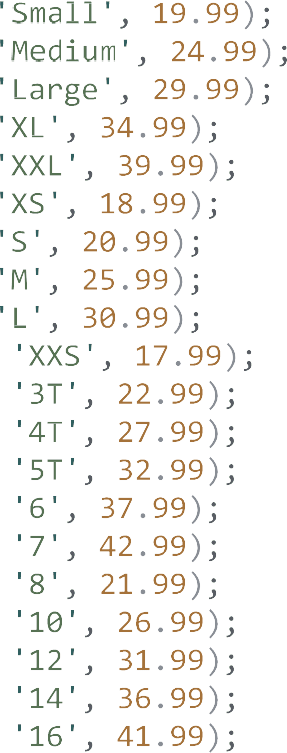 'Small', 19.99);
'Medium', 24.99);
'Large', 29.99);
'XL', 34.99);
'XXL', 39.99);
'XS', 18.99);
'S', 20.99);
'M', 25.99);
'L', 30.99);
'XXS', 17.99);
'3T', 22.99);
'4T', 27.99);
'5T', 32.99);
'6', 37.99);
'7', 42.99);
'8', 21.99);
'10', 26.99);
'12', 31.99);
'14', 36.99);
'16', 41.99);